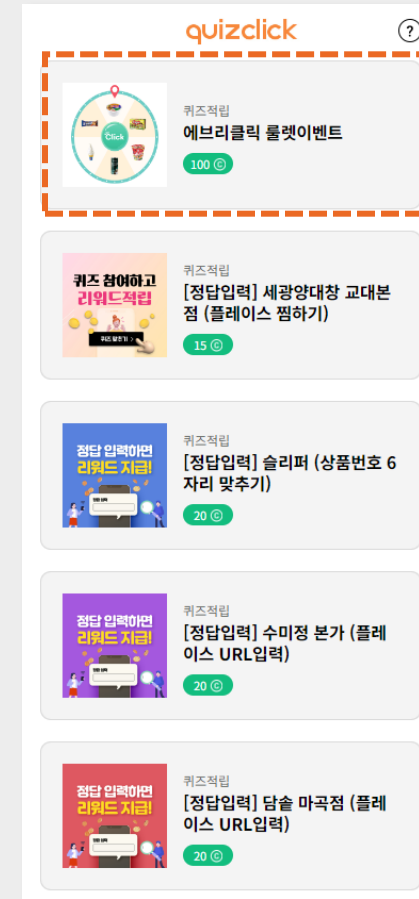 quizclick
?
퀴즈적립
에브리클릭 룰렛이벤트
Click
100 ⓒ
퀴즈 참여하고
리워드적립
퀴즈적립
[정답입력] 세광양대창 교대본
점 (플레이스 찜하기)
15 ⓒ
정답 입력하면
리워드 지급!
퀴즈적립
[정답입력] 슬리퍼 (상품번호 6
자리 맞추기)
20 ⓒ
정답 입력하면
리워드 지급!
퀴즈적립
[정답입력] 수미정 본가 (플레
이스 URL입력)
20 ⓒ
정답 입력하면
리워드 지급!
퀴즈적립
[정답입력] 담솥 마곡점 (플레
이스 URL입력)
20 ⓒ